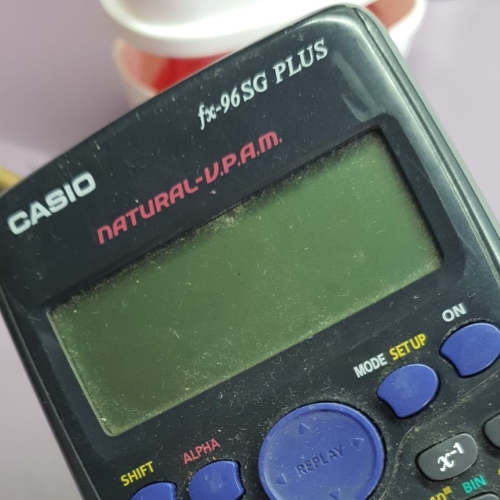 fx-96SG PLUS
CASIO
NATURAL-V.P.A.M.
ON
MODE SETUP
SHIFT
ALPHA
REPLAY
x⁻¹
BIN